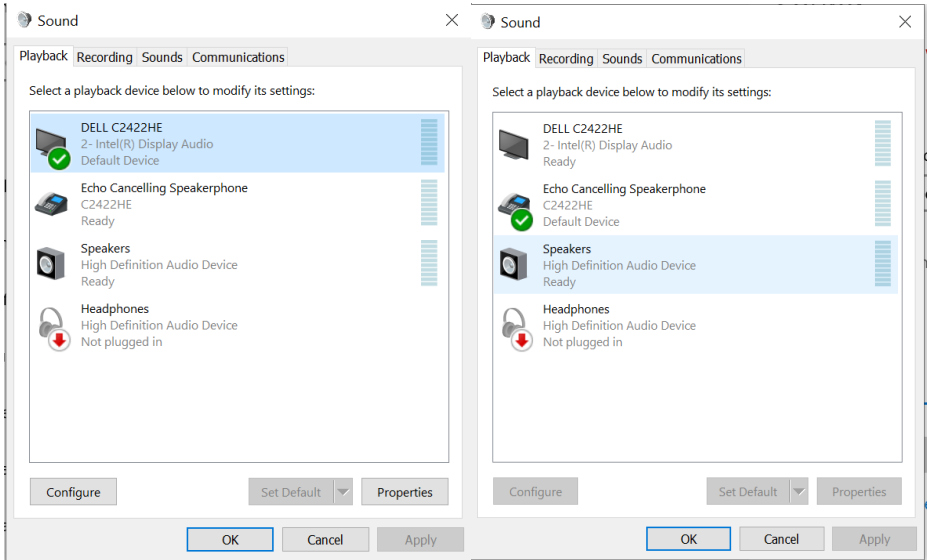 Sound
Playback Recording Sounds Communications
Select a playback device below to modify its settings:
DELL C2422HE
2- Intel(R) Display Audio
Default Device
Echo Cancelling Speakerphone
C2422HE
Ready
Speakers
High Definition Audio Device
Ready
Headphones
High Definition Audio Device
Not plugged in
Configure Set Default Properties
OK Cancel Apply
Sound
Playback Recording Sounds Communications
Select a playback device below to modify its settings:
DELL C2422HE
2- Intel(R) Display Audio
Ready
Echo Cancelling Speakerphone
C2422HE
Default Device
Speakers
High Definition Audio Device
Ready
Headphones
High Definition Audio Device
Not plugged in
Configure Set Default Properties
OK Cancel Apply